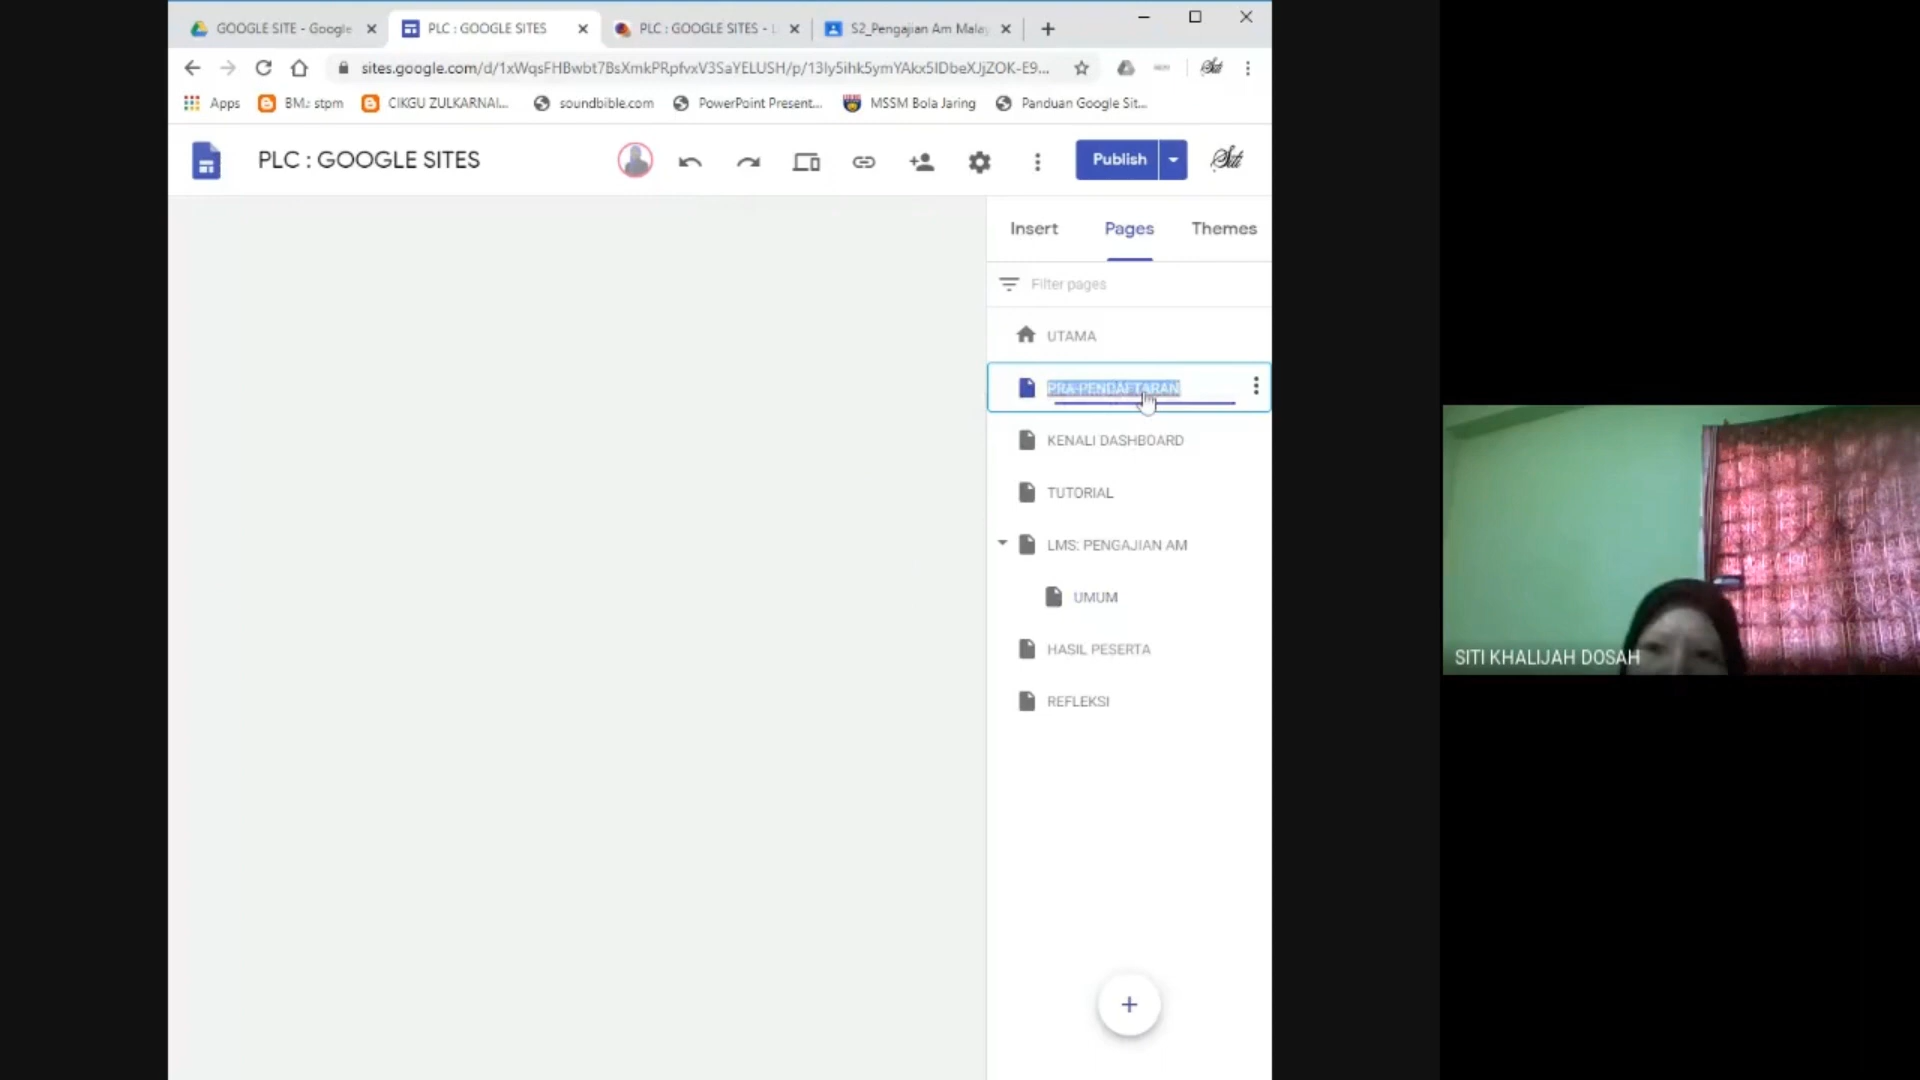 GOOGLE SITE - Google
PLC : GOOGLE SITES
PLC : GOOGLE SITES -
S2_Pengajian Am Malay
sites.google.com/d/1xWqsFHBwbt7BsXmkPRpfvxV3SaYELUSH/p/13Iy5ihk5ymYAkx5IDbeXJjZOK-E9...
Apps
BM.: stpm
CIKGU ZULKARNAI...
soundbible.com
PowerPoint Present...
MSSM Bola Jaring
Panduan Google Sit...
PLC : GOOGLE SITES
Publish
Siti
Insert
Pages
Themes
Filter pages
UTAMA
PRA-PENDAFTARAN
KENALI DASHBOARD
TUTORIAL
LMS: PENGAJIAN AM
UMUM
HASIL PESERTA
REFLEKSI
SITI KHALIJAH DOSAH